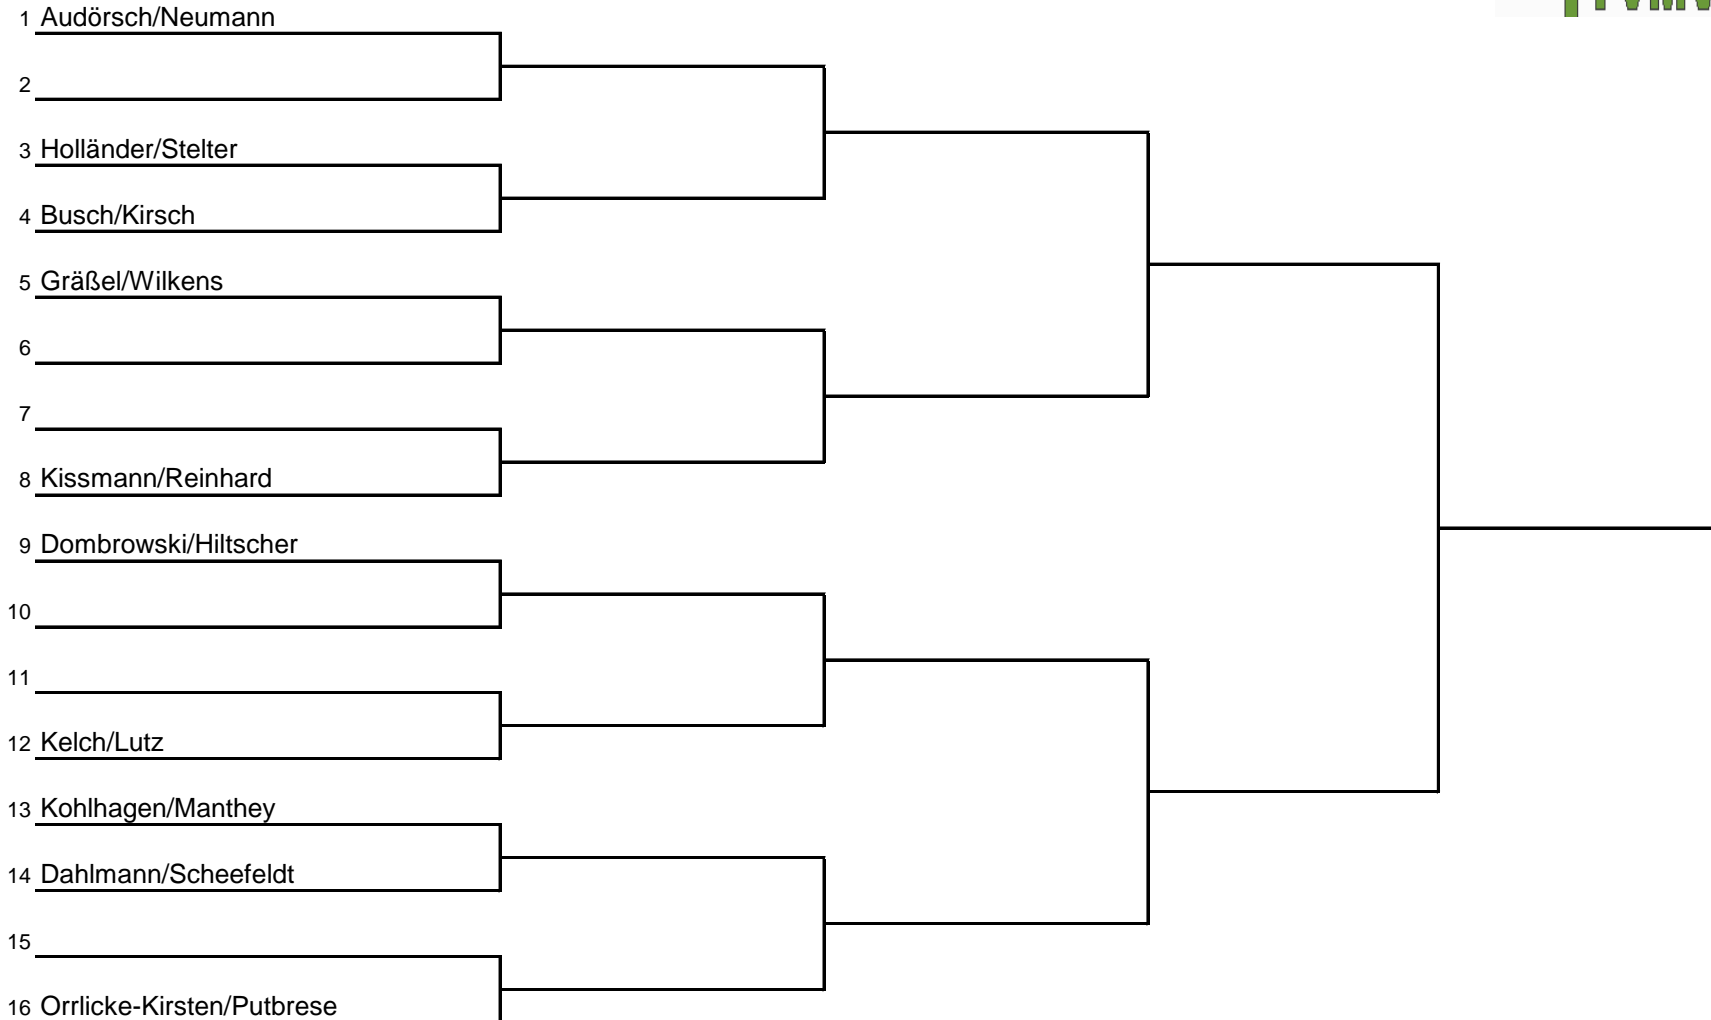 1 Audörsch/Neumann
2
3 Holländer/Stelter
4 Busch/Kirsch
5 Gräßel/Wilkens
6
7
8 Kissmann/Reinhard
9 Dombrowski/Hiltscher
10
11
12 Kelch/Lutz
13 Kohlhagen/Manthey
14 Dahlmann/Scheefeldt
15
16 Orrlicke-Kirsten/Putbrese